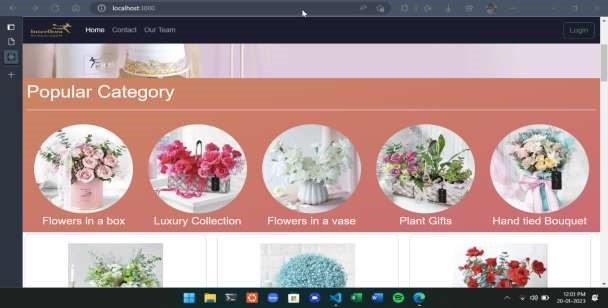 localhost:3000
Home Contact Our Team Login
Popular Category
Flowers in a box Luxury Collection Flowers in a vase Plant Gifts Hand tied Bouquet
12:01 PM
20-01-2023